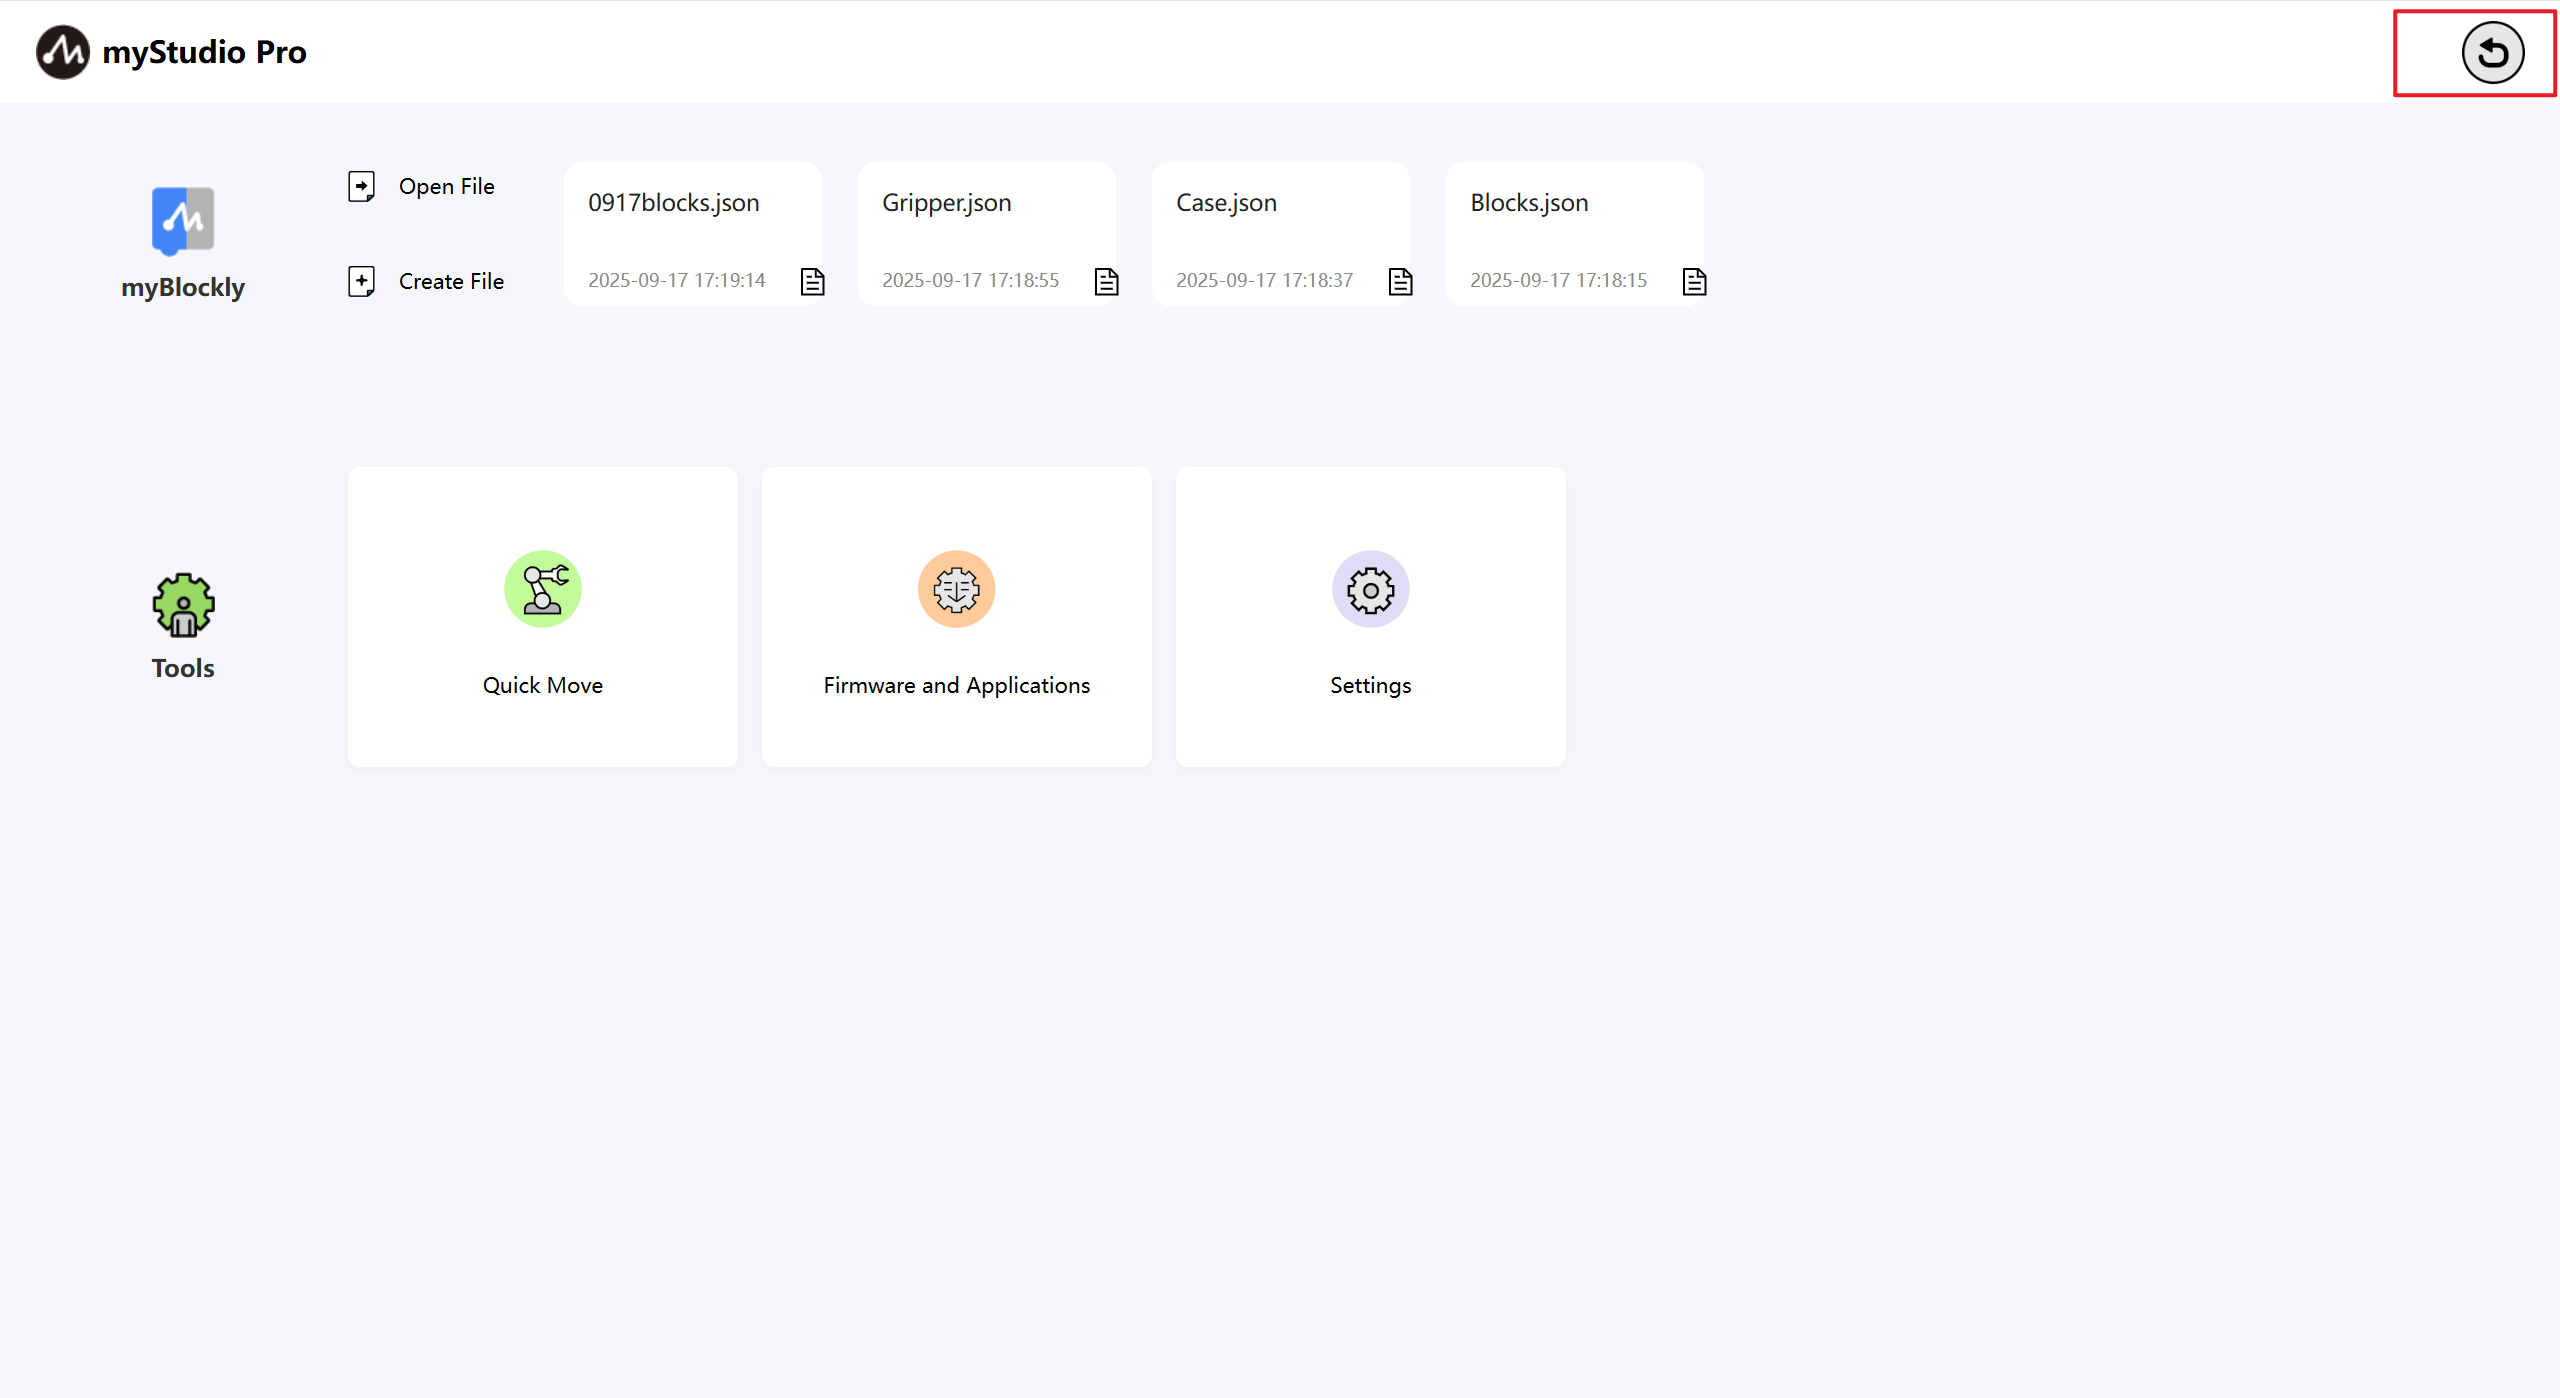 myStudio Pro
Open File
Create File
myBlockly
0917blocks.json
2025-09-17 17:19:14
Gripper.json
2025-09-17 17:18:55
Case.json
2025-09-17 17:18:37
Blocks.json
2025-09-17 17:18:15
Tools
Quick Move
Firmware and Applications
Settings